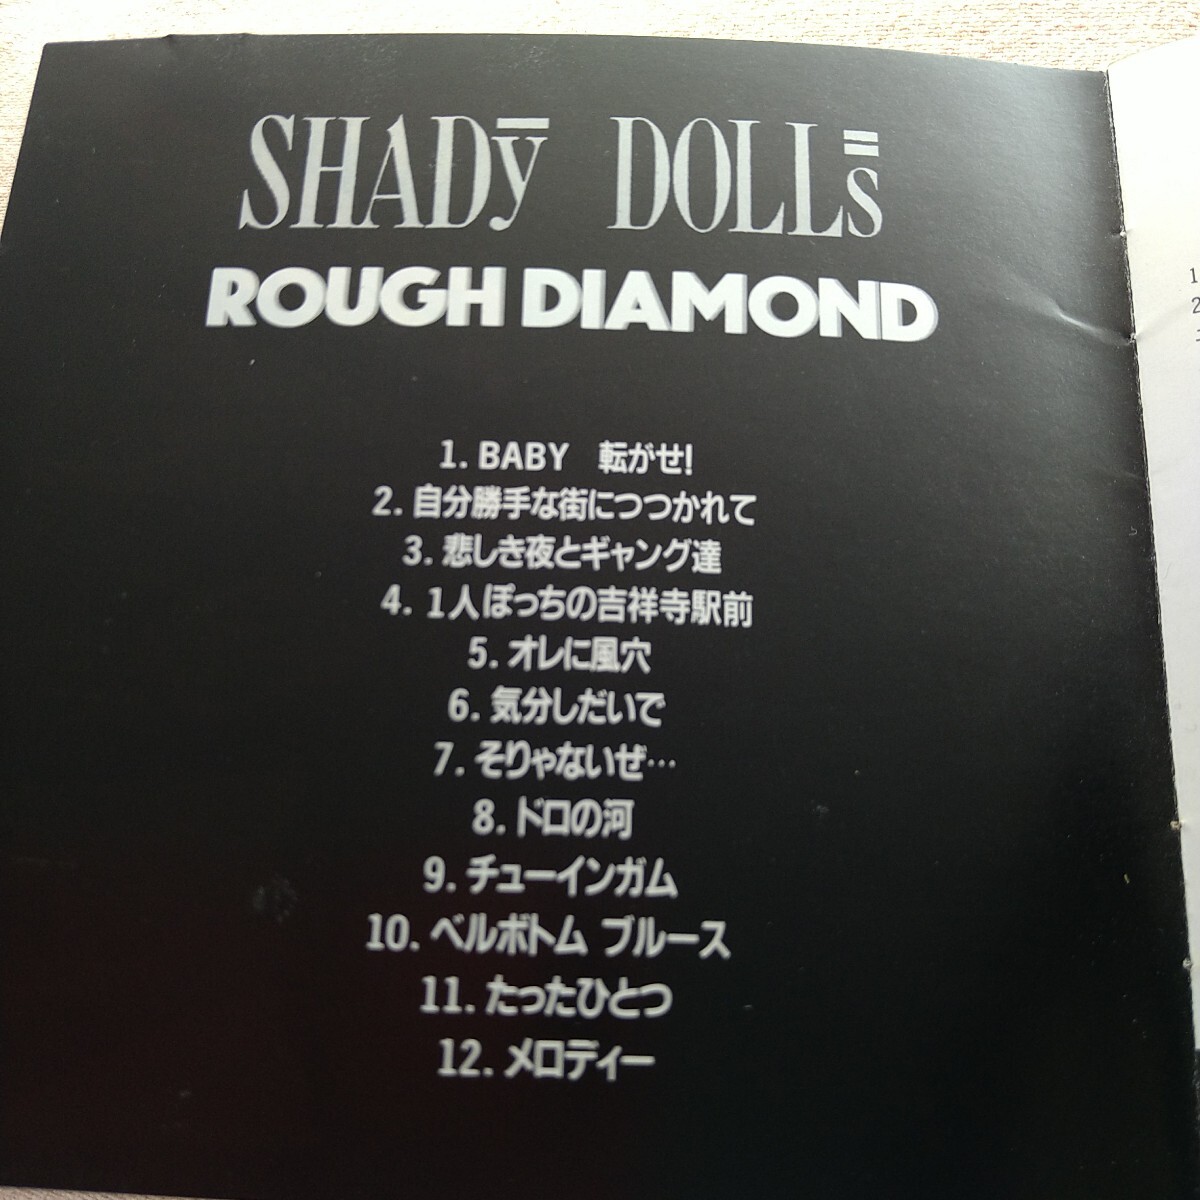 SHADy DOLLs
ROUGH DIAMOND
1. BABY 転がせ!
2. 自分勝手な街につつかれて
3. 悲しき夜とギャング達
4. 1人ぽっちの吉祥寺駅前
5. オレに風穴
6. 気分しだいで
7. そりゃないぜ…
8. ドロの河
9. チューインガム
10. ベルボトム ブルース
11. たったひとつ
12. メロディー
1
2